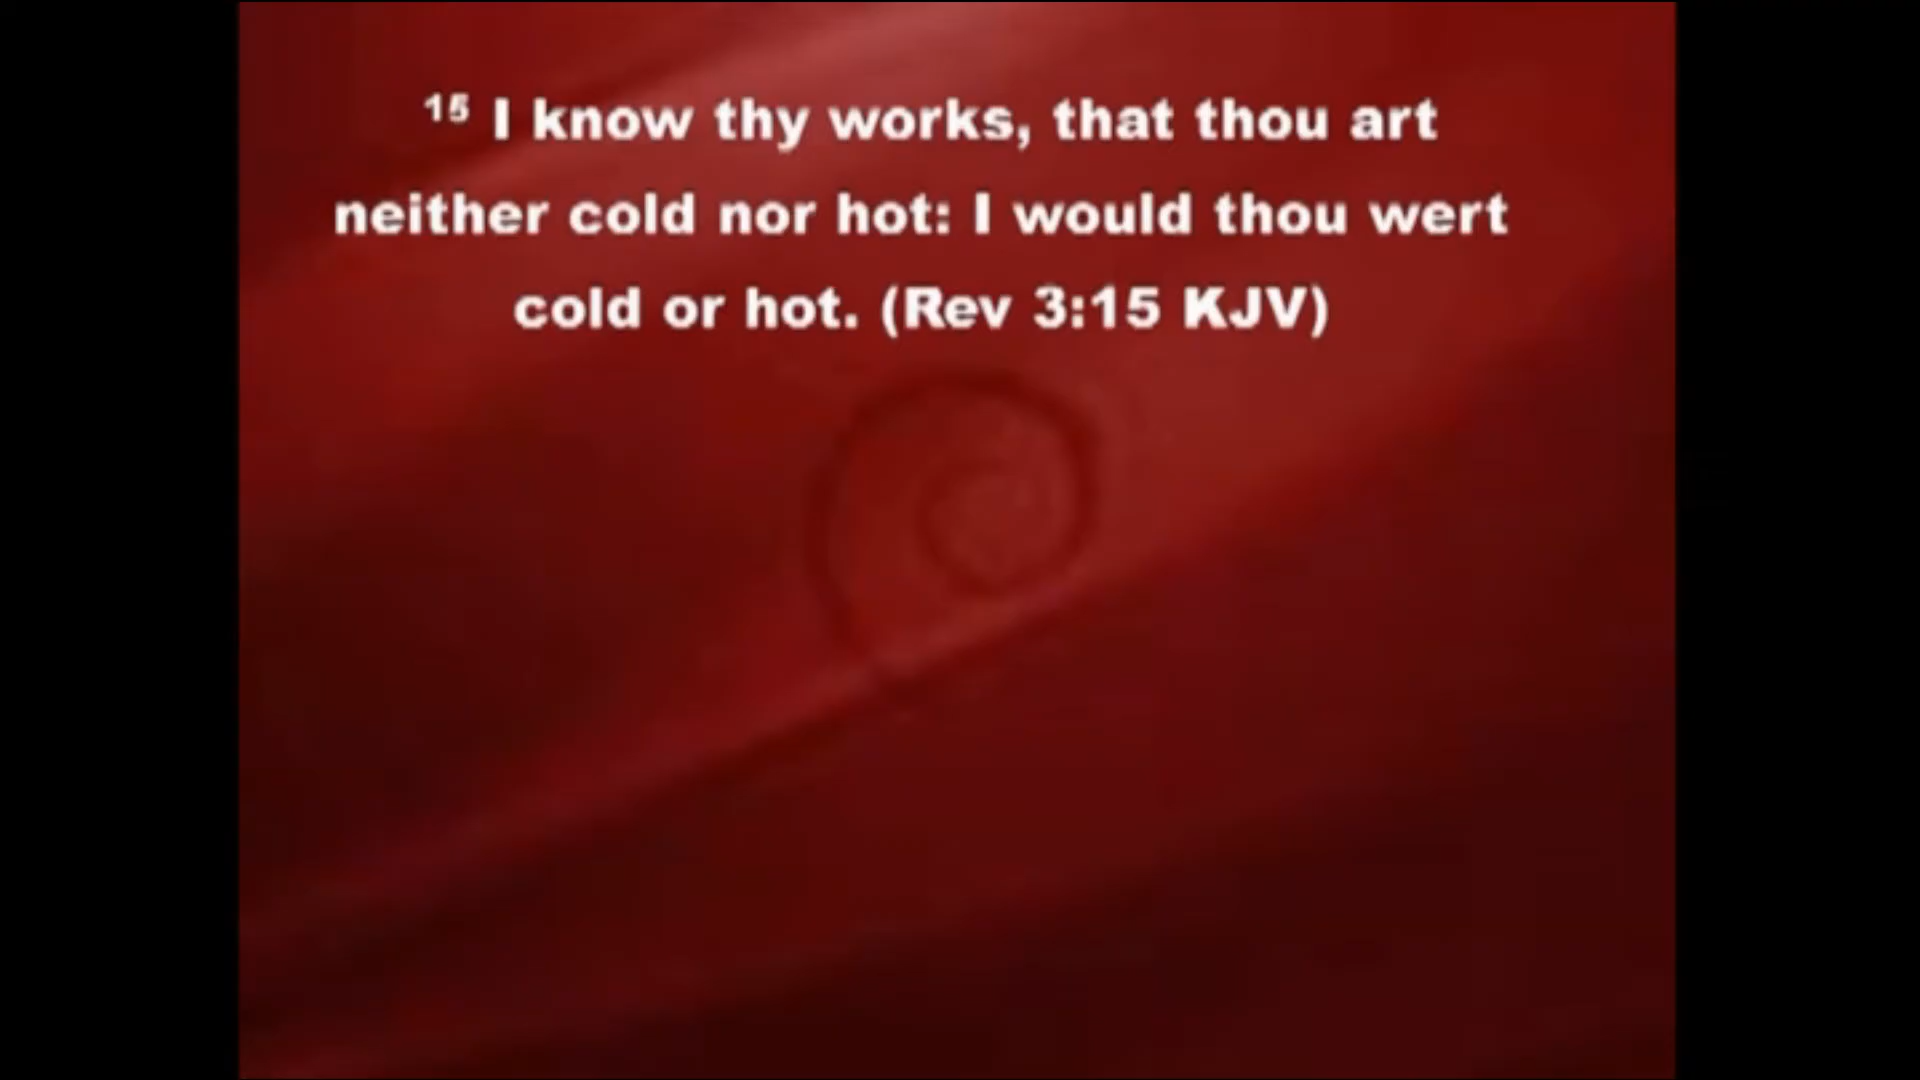 15 I know thy works, that thou art
neither cold nor hot: I would thou wert
cold or hot. (Rev 3:15 KJV)